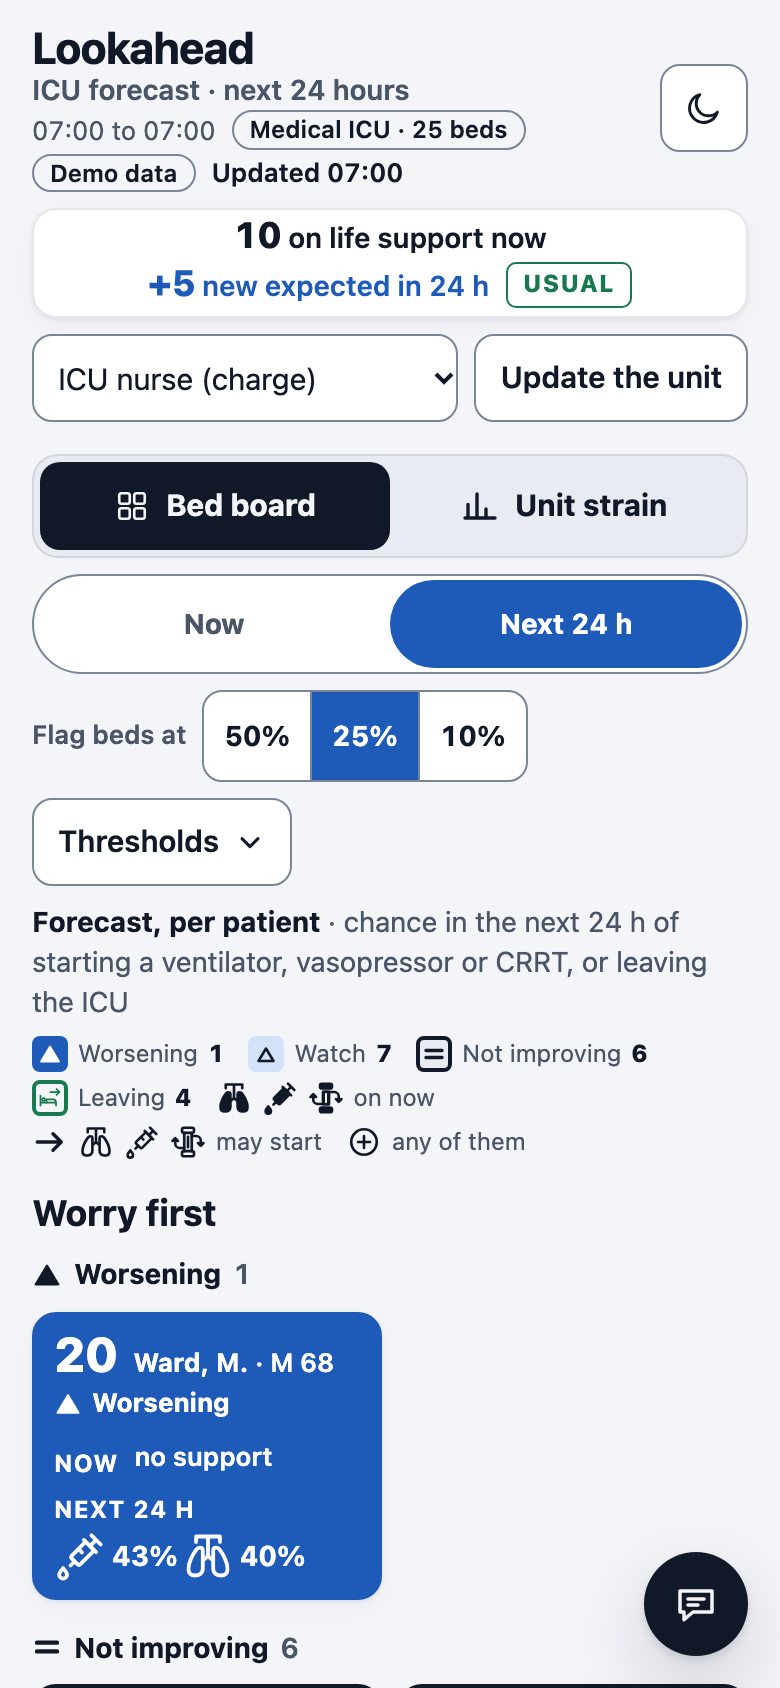 Lookahead
ICU forecast · next 24 hours
07:00 to 07:00 Medical ICU · 25 beds
Demo data Updated 07:00
10 on life support now
+5 new expected in 24 h USUAL
ICU nurse (charge) Update the unit
Bed board Unit strain
Now Next 24 h
Flag beds at 50% 25% 10%
Thresholds
Forecast, per patient · chance in the next 24 h of
starting a ventilator, vasopressor or CRRT, or leaving
the ICU
Worsening 1 Watch 7 Not improving 6
Leaving 4 on now
may start any of them
Worry first
Worsening 1
20 Ward, M. · M 68
Worsening
NOW no support
NEXT 24 H
43% 40%
Not improving 6